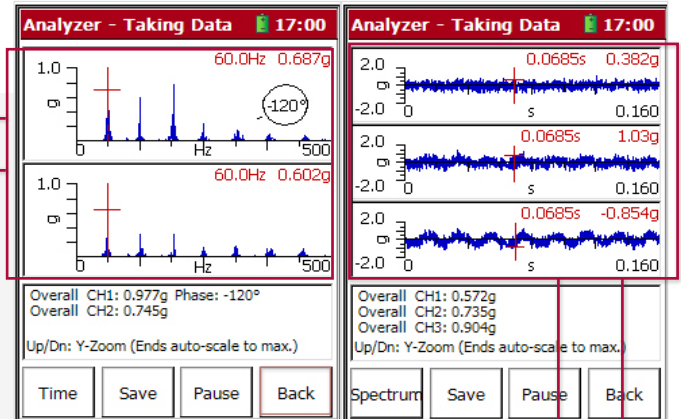 Analyzer - Taking Data 17:00
60.0Hz 0.687g
1.0
g
-120°
0 Hz 500
60.0Hz 0.602g
1.0
g
0 Hz 500
Overall CH1: 0.977g Phase: -120°
Overall CH2: 0.745g
Up/Dn: Y-Zoom (Ends auto-scale to max.)
Time Save Pause Back
Analyzer - Taking Data 17:00
0.0685s 0.382g
2.0
g
-2.0 0 s 0.160
0.0685s 1.03g
2.0
g
-2.0 0 s 0.160
0.0685s -0.854g
2.0
g
-2.0 0 s 0.160
Overall CH1: 0.572g
Overall CH2: 0.735g
Overall CH3: 0.904g
Up/Dn: Y-Zoom (Ends auto-scale to max.)
Spectrum Save Pause Back